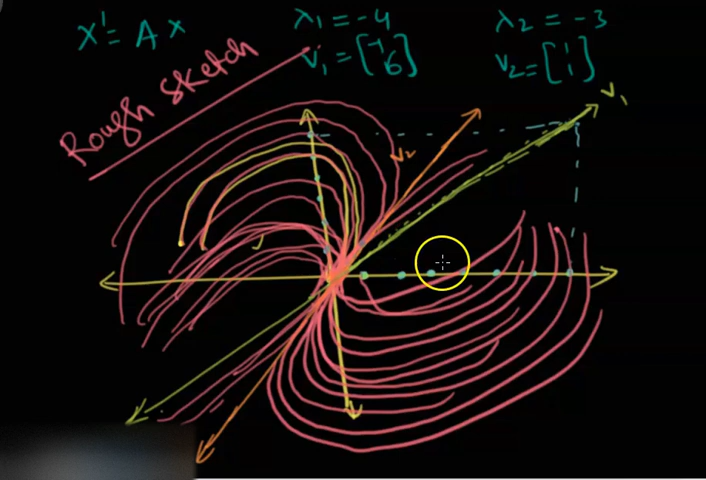 X' = A x
λ1 = -4
v1 = [7
6]
λ2 = -3
v2 = [1
1]
Rough sketch
v1
v2